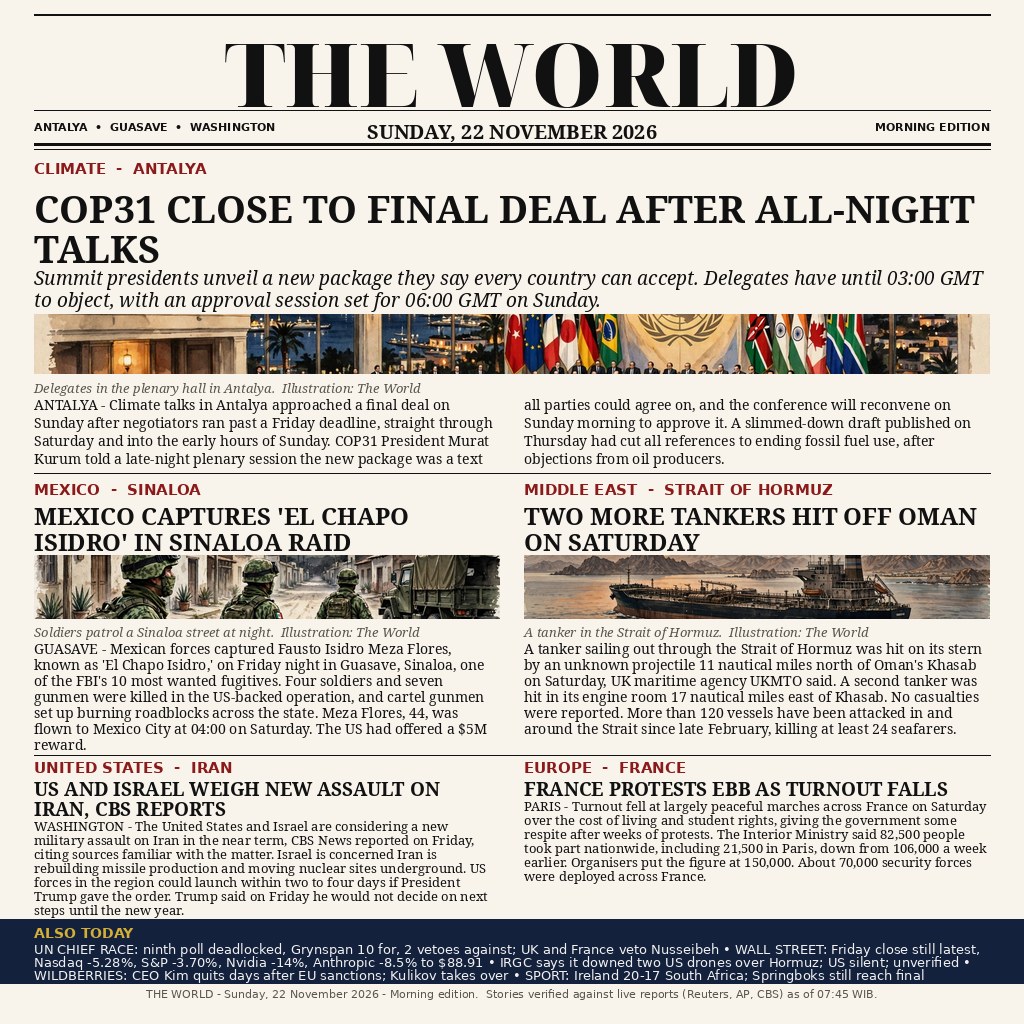 THE WORLD
ANTALYA • GUASAVE • WASHINGTON
SUNDAY, 22 NOVEMBER 2026
MORNING EDITION
CLIMATE - ANTALYA
COP31 CLOSE TO FINAL DEAL AFTER ALL-NIGHT
TALKS
Summit presidents unveil a new package they say every country can accept. Delegates have until 03:00 GMT
to object, with an approval session set for 06:00 GMT on Sunday.
Delegates in the plenary hall in Antalya. Illustration: The World
ANTALYA - Climate talks in Antalya approached a final deal on
Sunday after negotiators ran past a Friday deadline, straight through
Saturday and into the early hours of Sunday. COP31 President Murat
Kurum told a late-night plenary session the new package was a text
all parties could agree on, and the conference will reconvene on
Sunday morning to approve it. A slimmed-down draft published on
Thursday had cut all references to ending fossil fuel use, after
objections from oil producers.
MEXICO - SINALOA
MEXICO CAPTURES 'EL CHAPO
ISIDRO' IN SINALOA RAID
Soldiers patrol a Sinaloa street at night. Illustration: The World
GUASAVE - Mexican forces captured Fausto Isidro Meza Flores,
known as 'El Chapo Isidro,' on Friday night in Guasave, Sinaloa, one
of the FBI's 10 most wanted fugitives. Four soldiers and seven
gunmen were killed in the US-backed operation, and cartel gunmen
set up burning roadblocks across the state. Meza Flores, 44, was
flown to Mexico City at 04:00 on Saturday. The US had offered a $5M
reward.
MIDDLE EAST - STRAIT OF HORMUZ
TWO MORE TANKERS HIT OFF OMAN
ON SATURDAY
A tanker in the Strait of Hormuz. Illustration: The World
A tanker sailing out through the Strait of Hormuz was hit on its stern
by an unknown projectile 11 nautical miles north of Oman's Khasab
on Saturday, UK maritime agency UKMTO said. A second tanker was
hit in its engine room 17 nautical miles east of Khasab. No casualties
were reported. More than 120 vessels have been attacked in and
around the Strait since late February, killing at least 24 seafarers.
UNITED STATES - IRAN
US AND ISRAEL WEIGH NEW ASSAULT ON
IRAN, CBS REPORTS
WASHINGTON - The United States and Israel are considering a new
military assault on Iran in the near term, CBS News reported on Friday,
citing sources familiar with the matter. Israel is concerned Iran is
rebuilding missile production and moving nuclear sites underground. US
forces in the region could launch within two to four days if President
Trump gave the order. Trump said on Friday he would not decide on next
steps until the new year.
EUROPE - FRANCE
FRANCE PROTESTS EBB AS TURNOUT FALLS
PARIS - Turnout fell at largely peaceful marches across France on Saturday
over the cost of living and student rights, giving the government some
respite after weeks of protests. The Interior Ministry said 82,500 people
took part nationwide, including 21,500 in Paris, down from 106,000 a week
earlier. Organisers put the figure at 150,000. About 70,000 security forces
were deployed across France.
ALSO TODAY
UN CHIEF RACE: ninth poll deadlocked, Grynspan 10 for, 2 vetoes against; UK and France veto Nusseibeh • WALL STREET: Friday close still latest,
Nasdaq -5.28%, S&P -3.70%, Nvidia -14%, Anthropic -8.5% to $88.91 • IRGC says it downed two US drones over Hormuz; US silent; unverified •
WILDBERRIES: CEO Kim quits days after EU sanctions; Kulikov takes over • SPORT: Ireland 20-17 South Africa; Springboks still reach final
THE WORLD - Sunday, 22 November 2026 - Morning edition. Stories verified against live reports (Reuters, AP, CBS) as of 07:45 WIB.